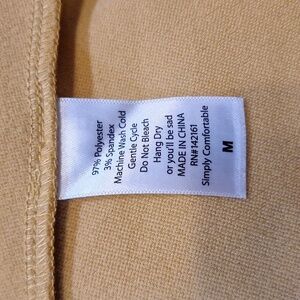 97% Polyester
3% Spandex
Machine Wash Cold
Gentle Cycle
Do Not Bleach
Hang Dry
or you'll be sad
MADE IN CHINA
RN#142161
Simply Comfortable
M